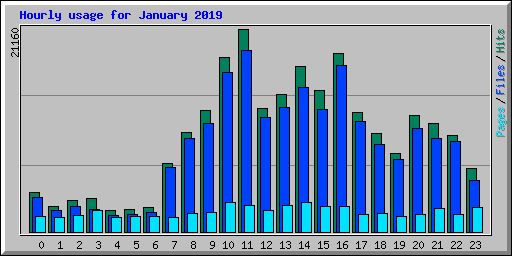 Hourly usage for January 2019
21160
Pages/Files/Hits
0 1 2 3 4 5 6 7 8 9 10 11 12 13 14 15 16 17 18 19 20 21 22 23